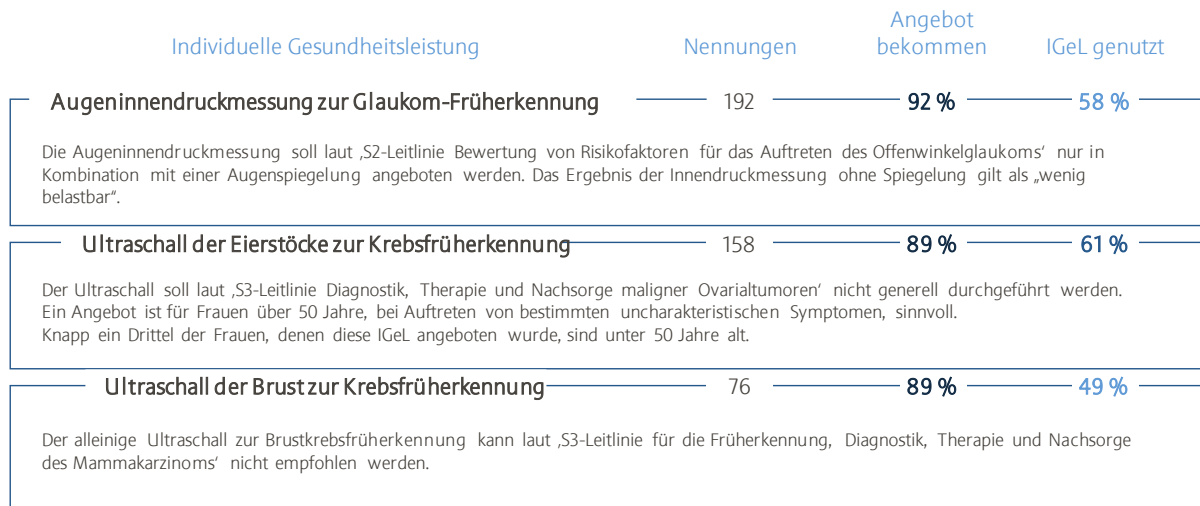 Individuelle Gesundheitsleistung Nennungen Angebot bekommen IGeL genutzt
Augeninnendruckmessung zur Glaukom-Früherkennung 192 92 % 58 %
Die Augeninnendruckmessung soll laut ‚S2-Leitlinie Bewertung von Risikofaktoren für das Auftreten des Offenwinkelglaukoms‘ nur in
Kombination mit einer Augenspiegelung angeboten werden. Das Ergebnis der Innendruckmessung ohne Spiegelung gilt als „wenig
belastbar“.
Ultraschall der Eierstöcke zur Krebsfrüherkennung 158 89 % 61 %
Der Ultraschall soll laut ‚S3-Leitlinie Diagnostik, Therapie und Nachsorge maligner Ovarialtumoren‘ nicht generell durchgeführt werden.
Ein Angebot ist für Frauen über 50 Jahre, bei Auftreten von bestimmten uncharakteristischen Symptomen, sinnvoll.
Knapp ein Drittel der Frauen, denen diese IGeL angeboten wurde, sind unter 50 Jahre alt.
Ultraschall der Brust zur Krebsfrüherkennung 76 89 % 49 %
Der alleinige Ultraschall zur Brustkrebsfrüherkennung kann laut ‚S3-Leitlinie für die Früherkennung, Diagnostik, Therapie und Nachsorge
des Mammakarzinoms‘ nicht empfohlen werden.